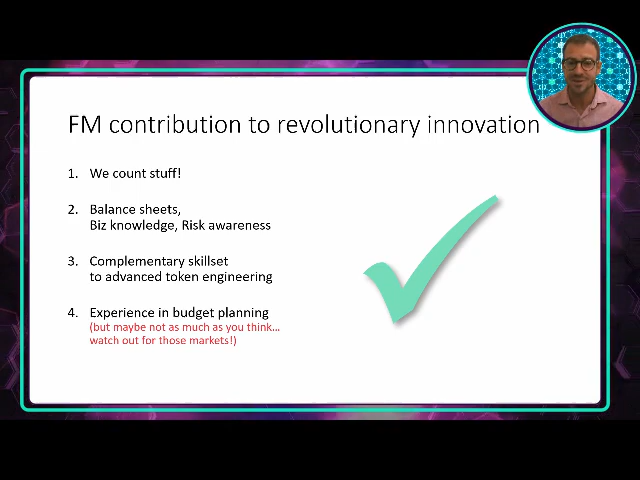 FM contribution to revolutionary innovation
1. We count stuff!
2. Balance sheets,
Biz knowledge, Risk awareness
3. Complementary skillset
to advanced token engineering
4. Experience in budget planning
(but maybe not as much as you think…
watch out for those markets!)